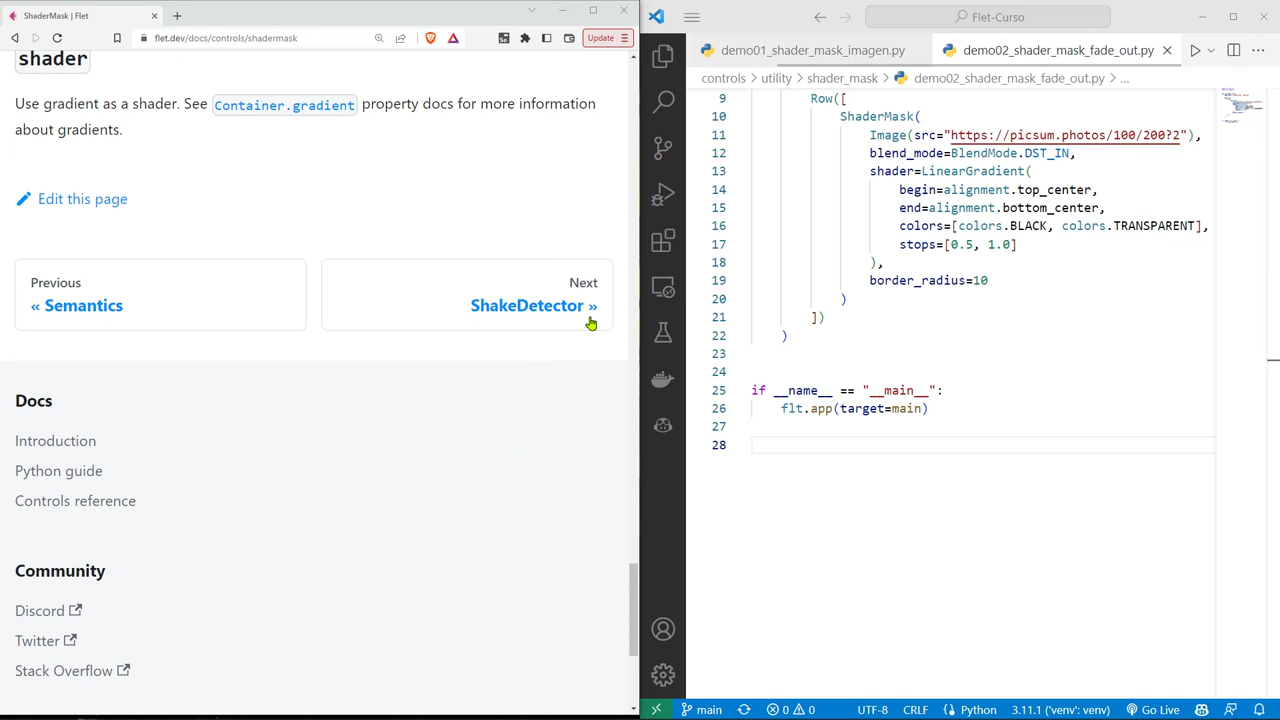 ShaderMask | Flet
flet.dev/docs/controls/shadermask
Update
shader
Use gradient as a shader. See Container.gradient property docs for more information
about gradients.
Edit this page
Previous
« Semantics
Next
ShakeDetector »
Docs
Introduction
Python guide
Controls reference
Community
Discord
Twitter
Stack Overflow
Flet-Curso
demo01_shader_mask_imagen.py
demo02_shader_mask_fade_out.py
controls
utility
shader_mask
demo02_shader_mask_fade_out.py
...
9 Row([
10 ShaderMask(
11 Image(src="https://picsum.photos/100/200?2"),
12 blend_mode=BlendMode.DST_IN,
13 shader=LinearGradient(
14 begin=alignment.top_center,
15 end=alignment.bottom_center,
16 colors=[colors.BLACK, colors.TRANSPARENT],
17 stops=[0.5, 1.0]
18 ),
19 border_radius=10
20 )
21 ])
22 )
23
24
25 if __name__ == "__main__":
26 flt.app(target=main)
27
28
main
0
0
UTF-8
CRLF
Python
3.11.1 ('venv': venv)
Go Live